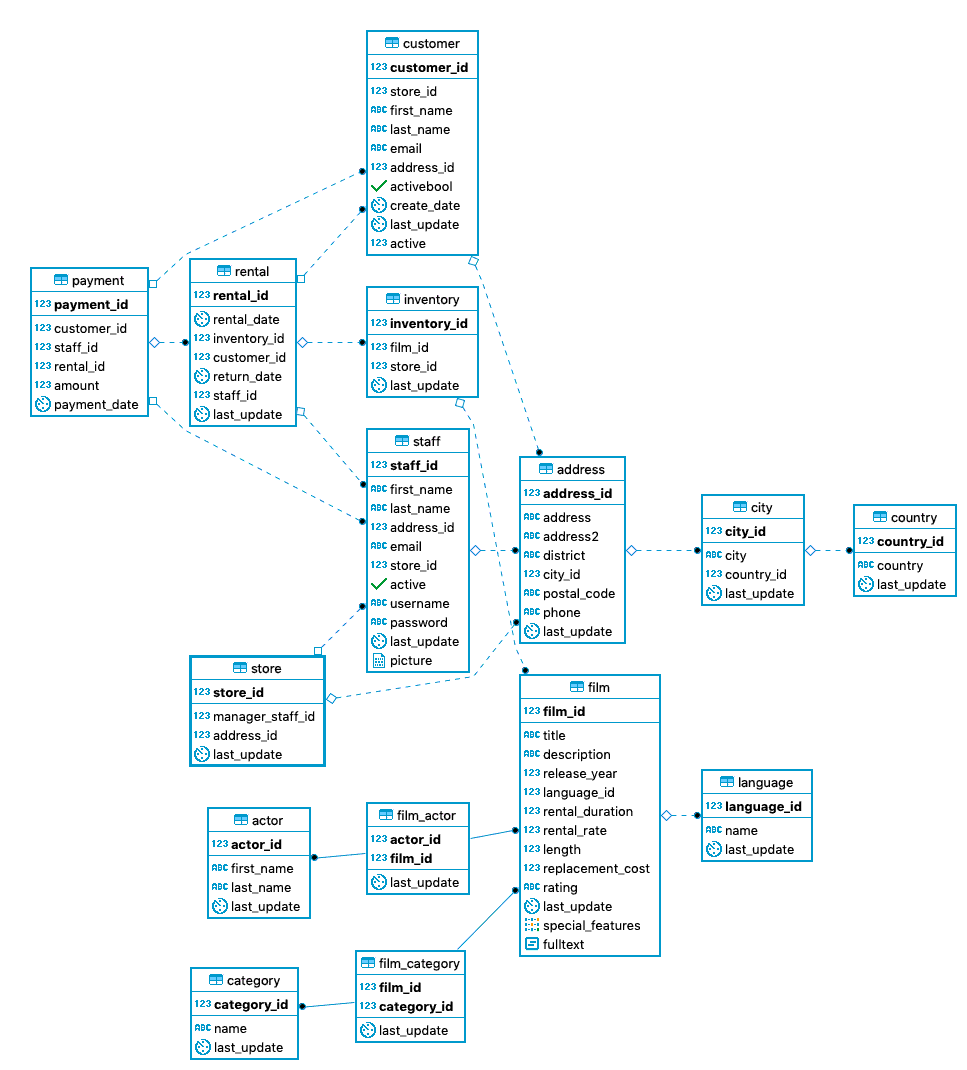 customer
123 customer_id
123 store_id
ABC first_name
ABC last_name
ABC email
123 address_id
activebool
create_date
last_update
123 active
payment
123 payment_id
123 customer_id
123 staff_id
123 rental_id
123 amount
payment_date
rental
123 rental_id
rental_date
123 inventory_id
123 customer_id
return_date
123 staff_id
last_update
inventory
123 inventory_id
123 film_id
123 store_id
last_update
staff
123 staff_id
ABC first_name
ABC last_name
123 address_id
ABC email
123 store_id
active
ABC username
ABC password
last_update
picture
address
123 address_id
ABC address
ABC address2
ABC district
123 city_id
ABC postal_code
ABC phone
last_update
city
123 city_id
ABC city
123 country_id
last_update
country
123 country_id
ABC country
last_update
store
123 store_id
123 manager_staff_id
123 address_id
last_update
film
123 film_id
ABC title
ABC description
123 release_year
123 language_id
123 rental_duration
123 rental_rate
123 length
123 replacement_cost
ABC rating
last_update
special_features
fulltext
language
123 language_id
ABC name
last_update
actor
123 actor_id
ABC first_name
ABC last_name
last_update
film_actor
123 actor_id
123 film_id
last_update
film_category
123 film_id
123 category_id
last_update
category
123 category_id
ABC name
last_update